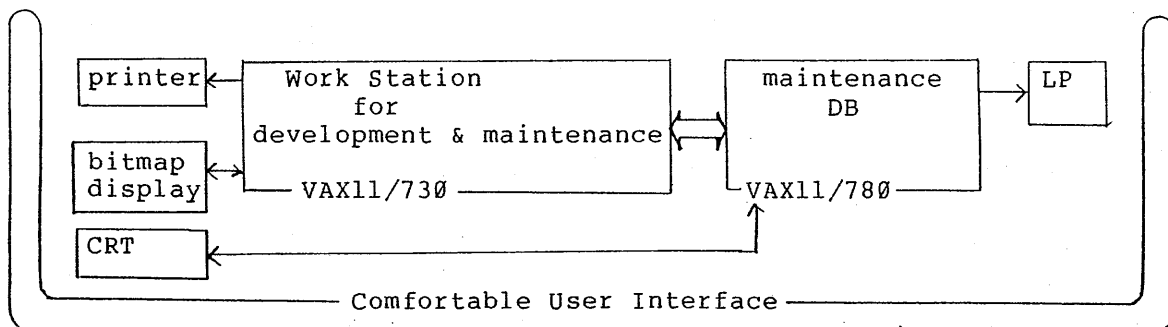 printer
Work Station
for
development & maintenance
VAX11/730
maintenance
DB
VAX11/780
LP
bitmap
display
CRT
Comfortable User Interface